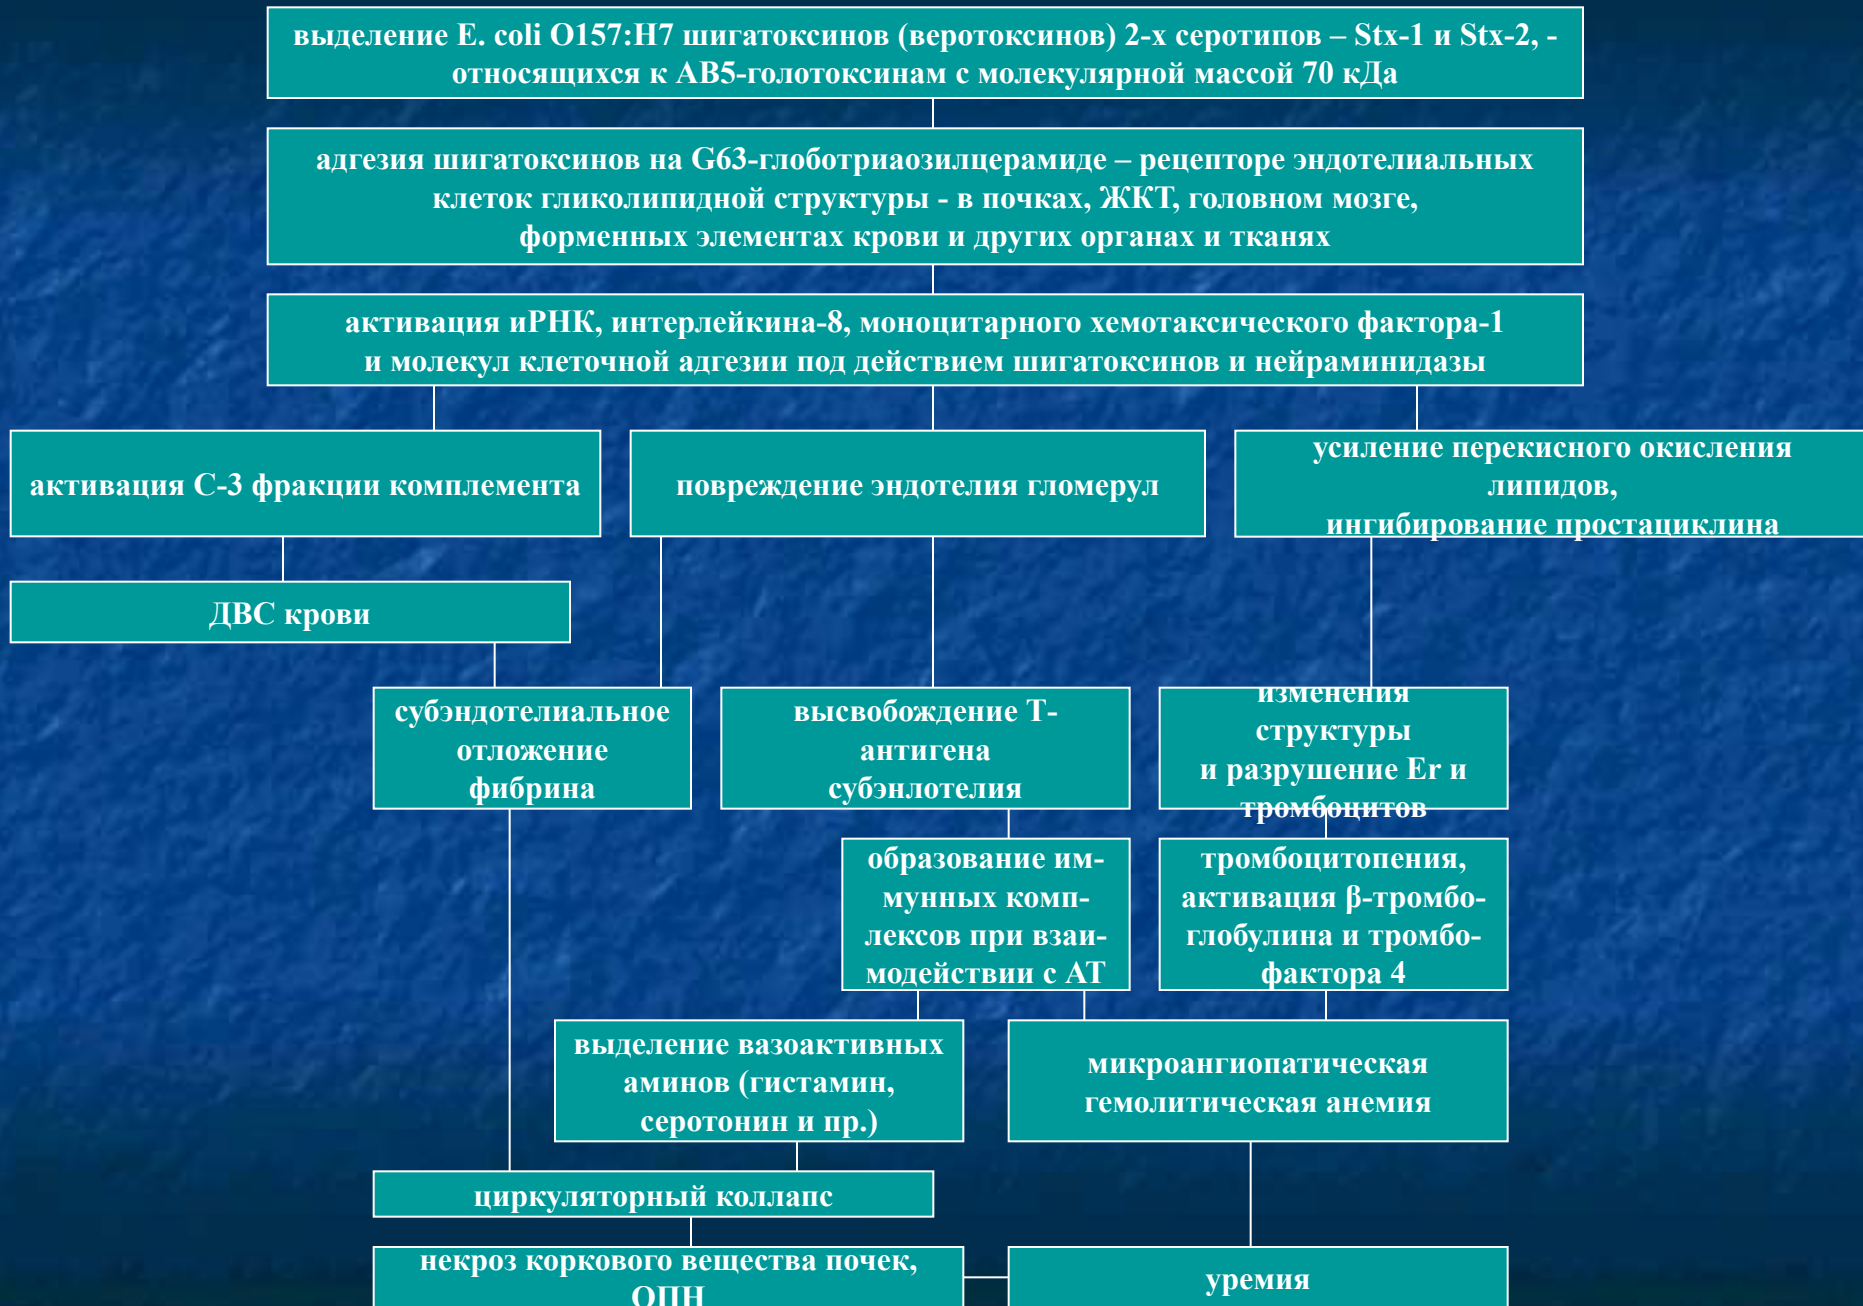 выделение E. coli O157:H7 шигатоксинов (веротоксинов) 2-х серотипов – Stx-1 и Stx-2, -
относящихся к АВ5-голотоксинам с молекулярной массой 70 кДа
адгезия шигатоксинов на G63-глоботриаозилцерамиде – рецепторе эндотелиальных
клеток гликолипидной структуры - в почках, ЖКТ, головном мозге,
форменных элементах крови и других органах и тканях
активация иРНК, интерлейкина-8, моноцитарного хемотаксического фактора-1
и молекул клеточной адгезии под действием шигатоксинов и нейраминидазы
активация С-3 фракции комплемента
повреждение эндотелия гломерул
усиление перекисного окисления
липидов,
ингибирование простациклина
ДВС крови
субэндотелиальное
отложение
фибрина
высвобождение Т-
антигена
субэнлотелия
изменения
структуры
и разрушение Er и
тромбоцитов
образование им-
мунных комп-
лексов при взаи-
модействии с АТ
тромбоцитопения,
активация β-тромбо-
глобулина и тромбо-
фактора 4
выделение вазоактивных
аминов (гистамин,
серотонин и пр.)
микроангиопатическая
гемолитическая анемия
циркуляторный коллапс
некроз коркового вещества почек,
ОПН
уремия